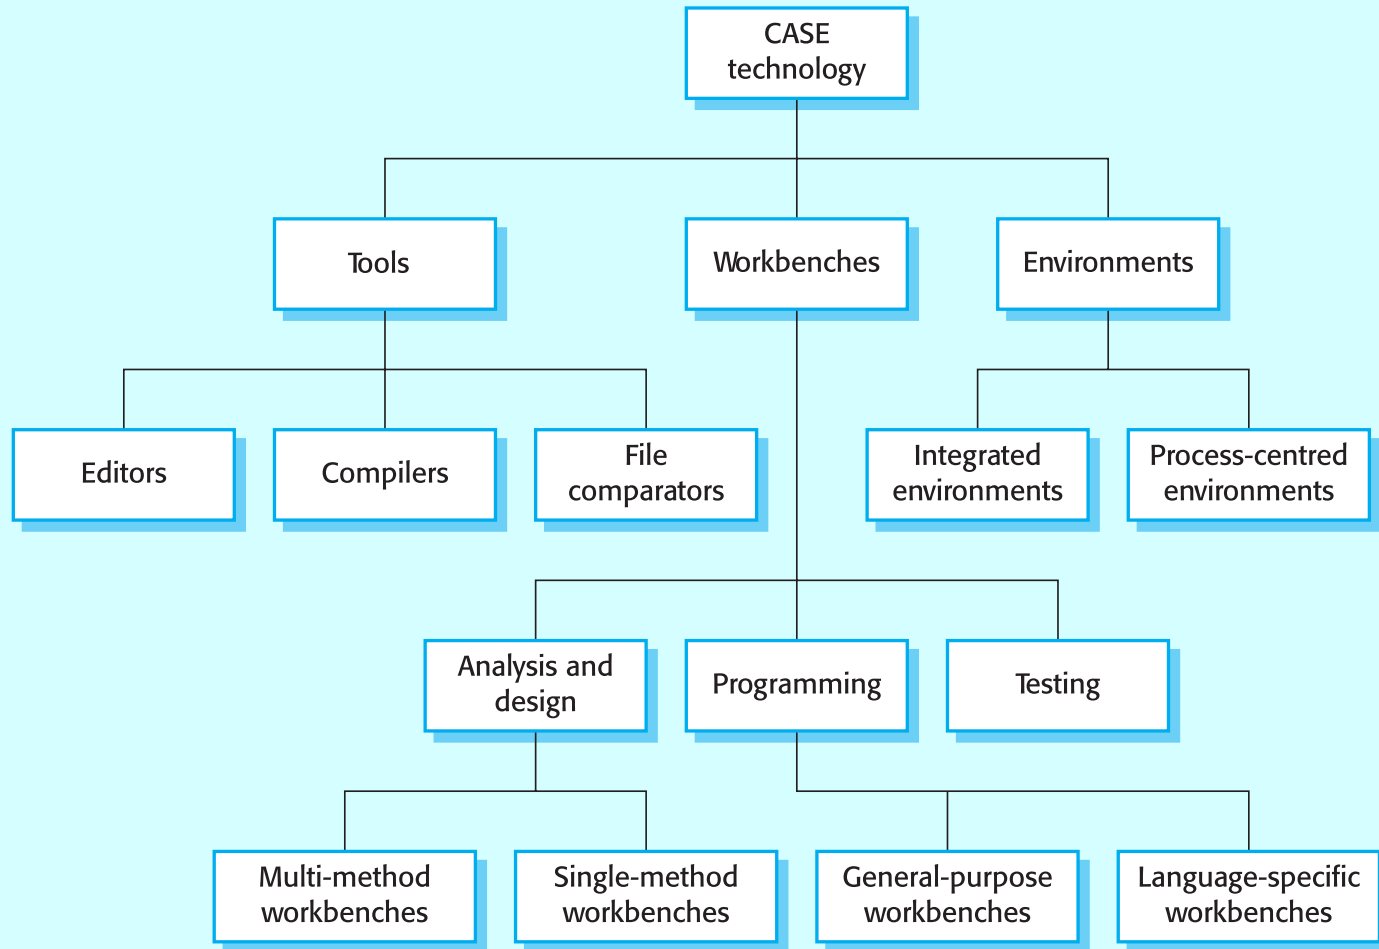 CASE
technology
Tools
Workbenches
Environments
Editors
Compilers
File
comparators
Integrated
environments
Process-centred
environments
Analysis and
design
Programming
Testing
Multi-method
workbenches
Single-method
workbenches
General-purpose
workbenches
Language-specific
workbenches